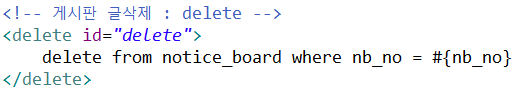 <!-- 게시판 글삭제 : delete -->
<delete id="delete">
    delete from notice_board where nb_no = #{nb_no}
</delete>